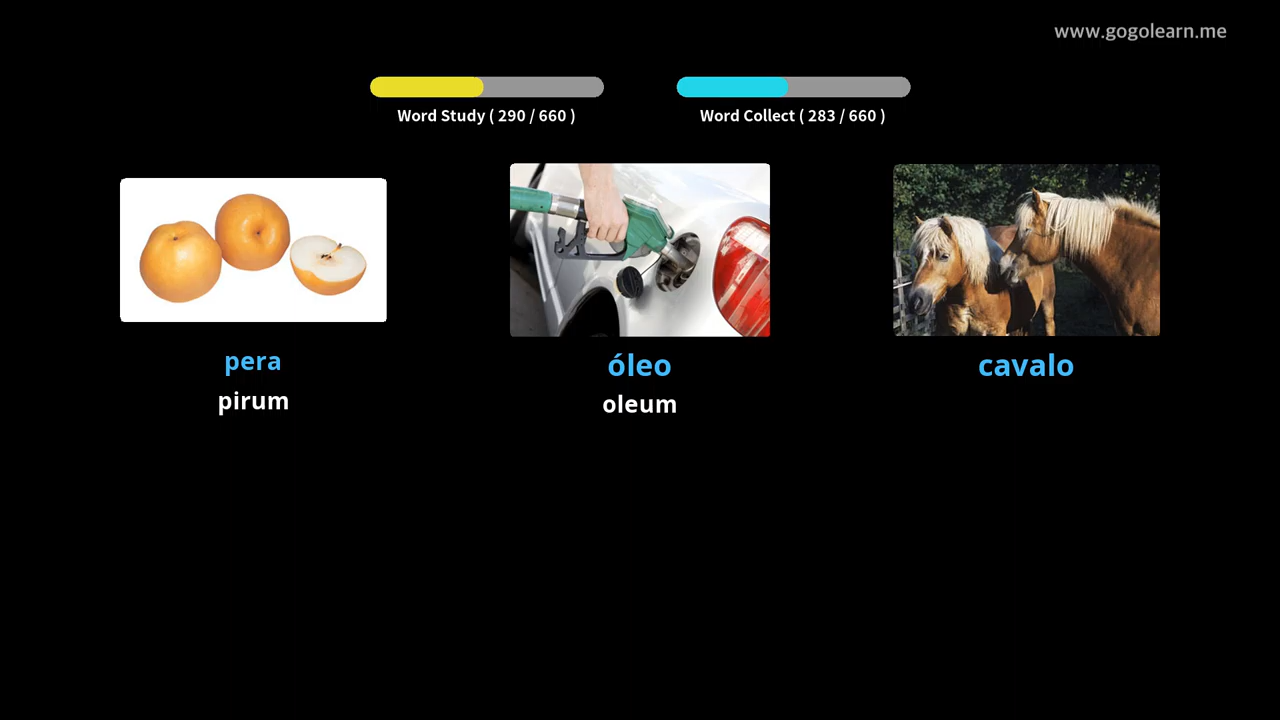 www.gogolearn.me
Word Study ( 290 / 660 )
Word Collect ( 283 / 660 )
pera
pirum
óleo
oleum
cavalo